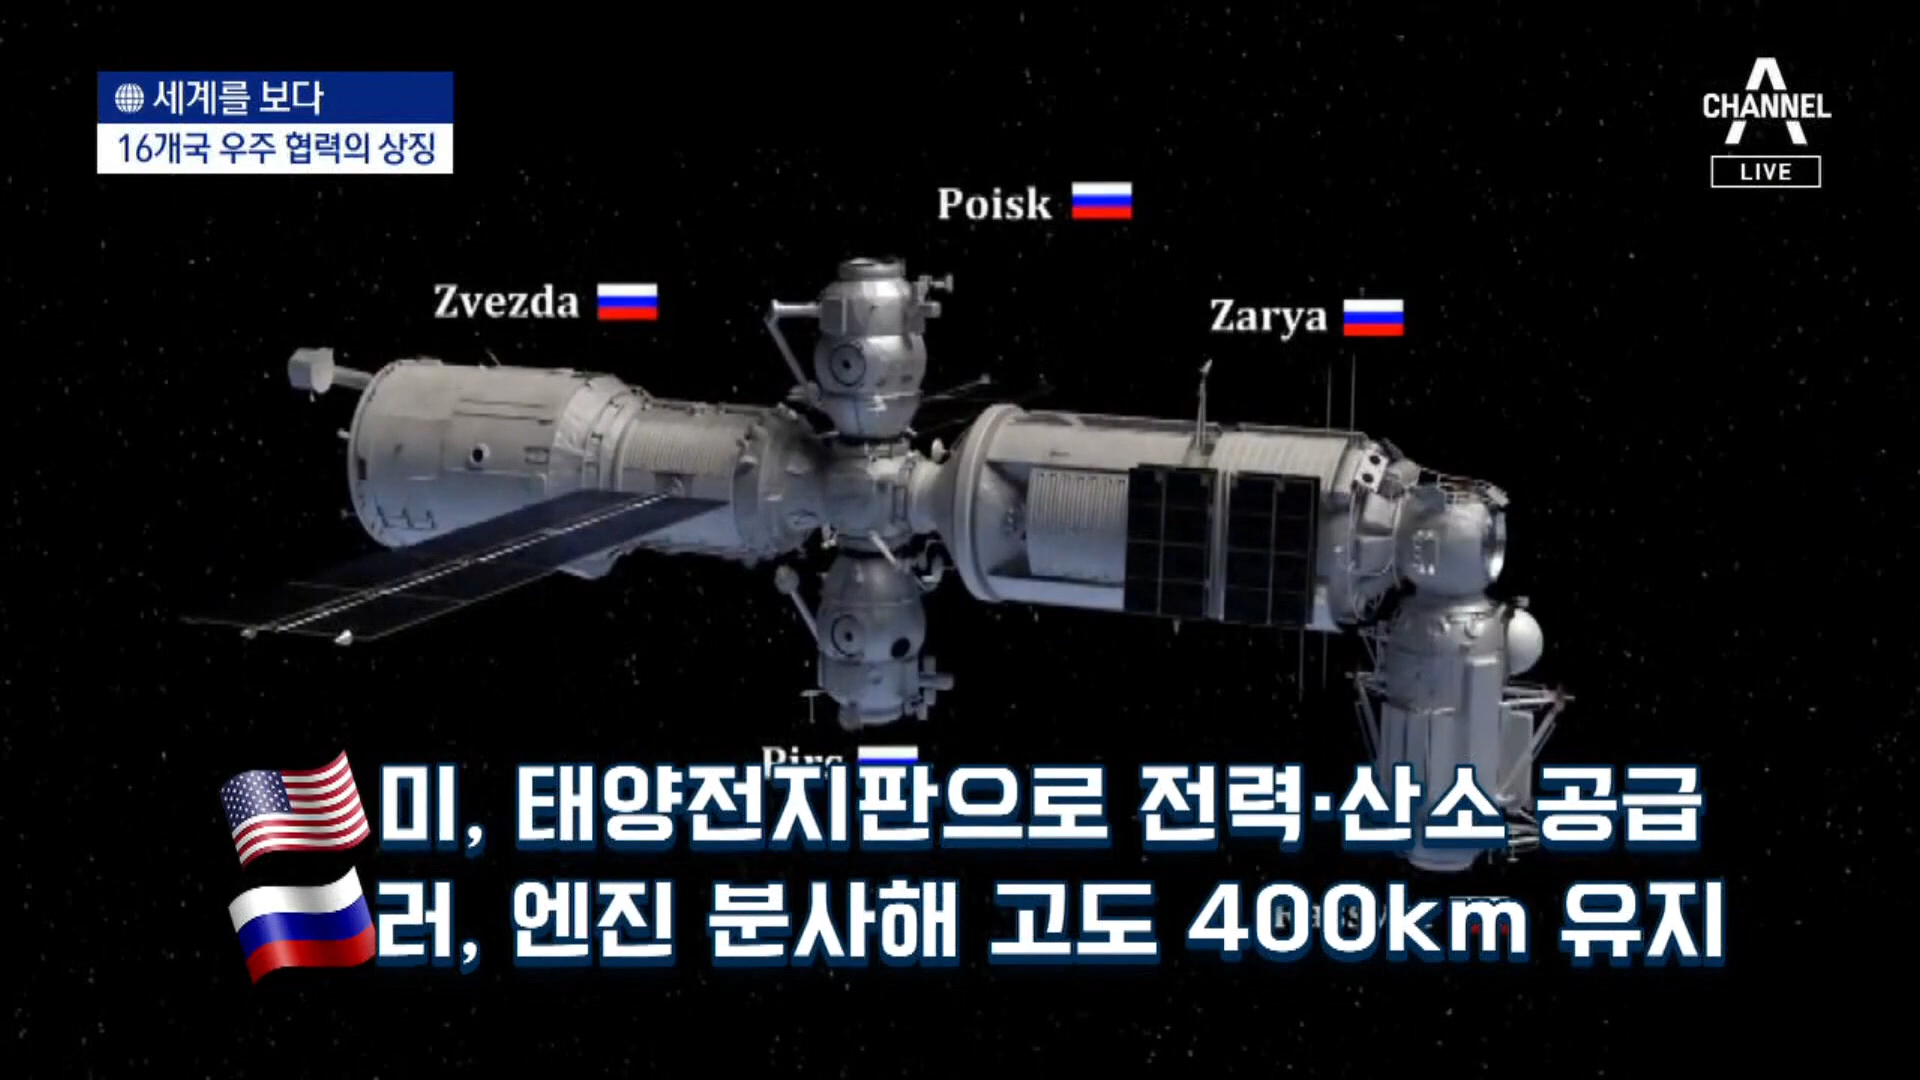 세계를 보다
16개국 우주 협력의 상징
CHANNEL
LIVE
Poisk
Zvezda
Zarya
Pirs
미, 태양전지판으로 전력·산소 공급
러, 엔진 분사해 고도 400km 유지